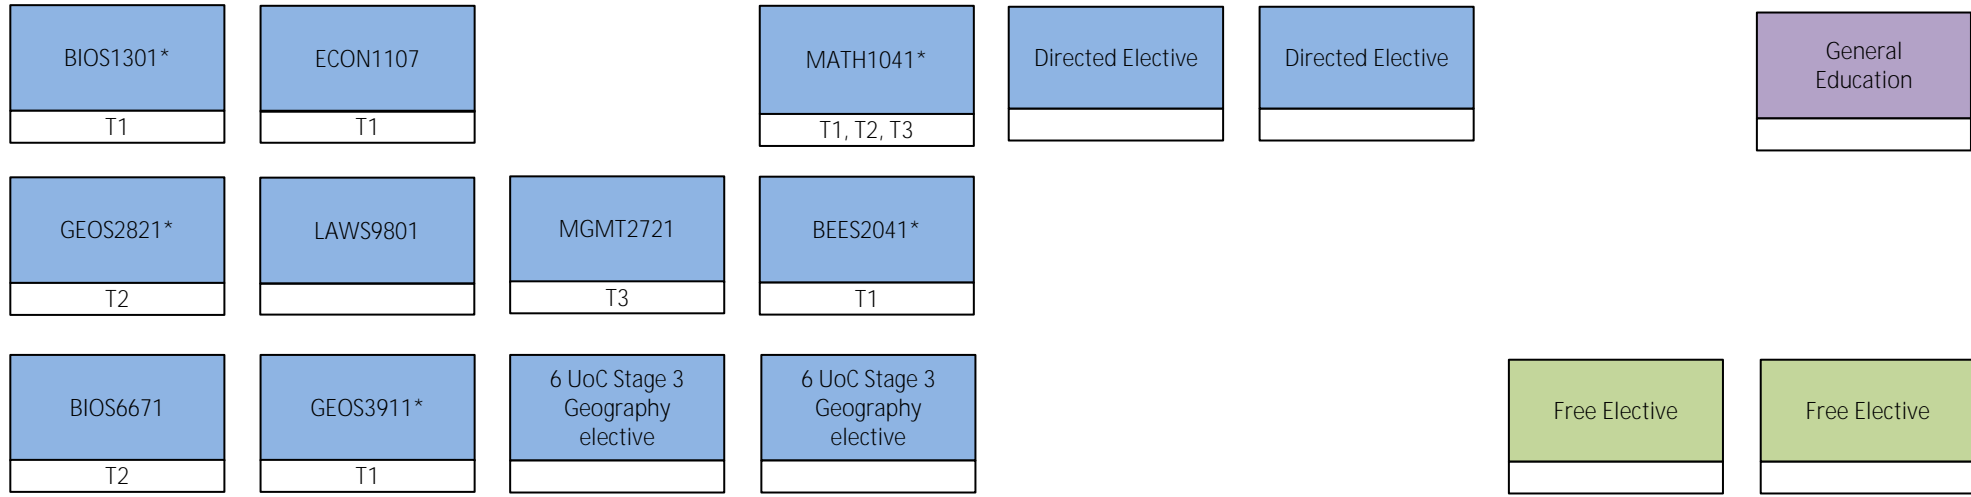 BIOS1301*
T1
ECON1107
T1
MATH1041*
T1, T2, T3
Directed Elective
Directed Elective
General
Education
GEOS2821*
T2
LAWS9801
MGMT2721
T3
BEES2041*
T1
BIOS6671
T2
GEOS3911*
T1
6 UoC Stage 3
Geography
elective
6 UoC Stage 3
Geography
elective
Free Elective
Free Elective